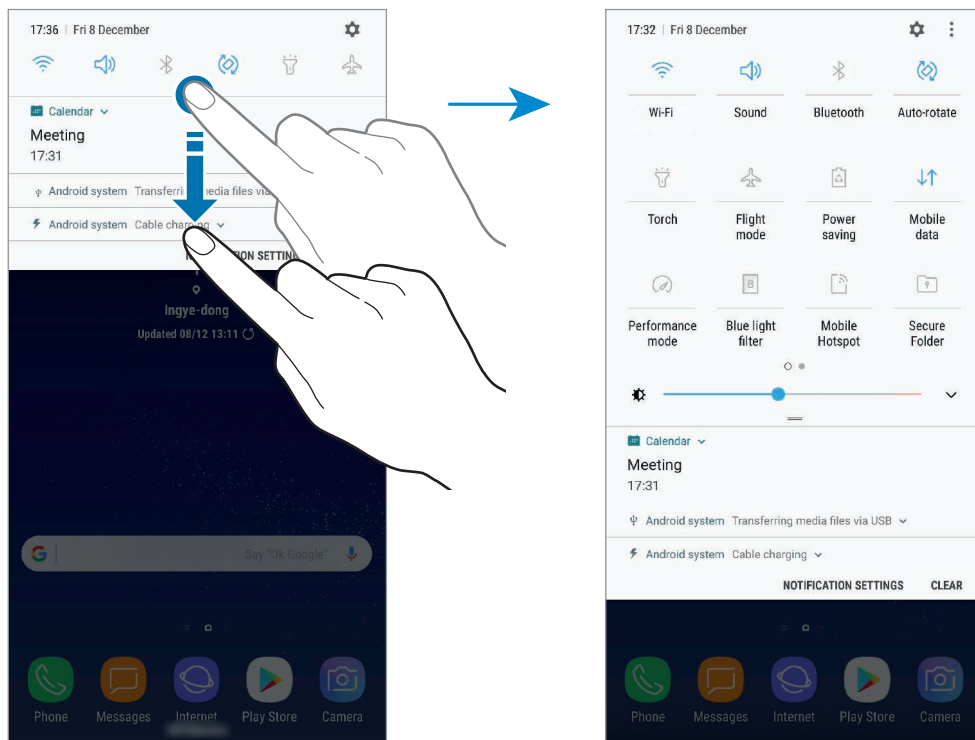 17:36 | Fri 8 December
Calendar
Meeting
17:31
Android system Transferri media files via
Android system Cable charging
ION SETTIN
Ingye-dong
Updated 08/12 13:11
G Say "Ok Google"
Phone Messages Internet Play Store Camera
17:32 | Fri 8 December
Wi-Fi Sound Bluetooth Auto-rotate
Torch Flight Power Mobile
mode saving data
B
Performance Blue light Mobile Secure
mode filter Hotspot Folder
Calendar
Meeting
17:31
Android system Transferring media files via USB
Android system Cable charging
NOTIFICATION SETTINGS CLEAR
Phone Messages Internet Play Store Camera